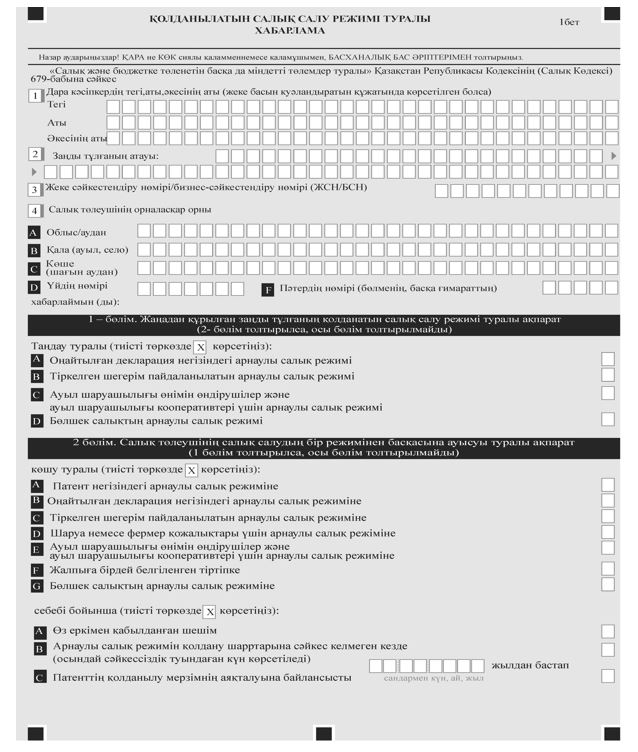 ҚОЛДАНЫЛАТЫН САЛЫҚ САЛУ РЕЖИМІ ТУРАЛЫ
ХАБАРЛАМА
1бет
Назар аударыңыздар! ҚАРА не КӨК сиялы қаламменнемесе қаламұшымен, БАСХАНАЛЫҚ БАС ӘРІПТЕРІМЕН толтырыңыз.
«Салық және бюджетке төленетін басқа да міндетті төлемдер туралы» Қазақстан Республикасы Кодексінің (Салық Кодексі)
679-бабына сәйкес
1 Дара кәсіпкердің тегі,аты,әкесінің аты (жеке басын куәландыратын құжатында көрсетілген болса)
Тегі
Аты
Әкесінің аты
2 Заңды тұлғаның атауы:
3 Жеке сәйкестендіру нөмірі/бизнес-сәйкестендіру нөмірі (ЖСН/БСН)
4 Салық төлеушінің орналасқар орны
A Облыс/аудан
B Қала (ауыл, село)
C Көше
(шағын аудан)
D Үйдің нөмірі
F Пәтердің нөмірі (бөлменің, басқа ғимараттың)
хабарлаймын (ды):
1 – бөлім. Жаңадан құрылған заңды тұлғаның қолданатын салық салу режимі туралы ақпарат
(2- бөлім толтырылса, осы бөлім толтырылмайды)
Таңдау туралы (тиісті төркөзде X көрсетіңіз):
A Оңайтылған декларация негізіндегі арнаулы салық режимі
B Тіркелген шегерім пайдаланылатын арнаулы салық режимі
C Ауыл шаруашылығы өнімін өндірушілер және
ауыл шаруашылығы кооперативтері үшін арнаулы салық режимі
D Бөлшек салықтың арнаулы салық режимі
2 бөлім. Салық төлеушінің салық салудың бір режимінен басқасына ауысуы туралы ақпарат
(1 бөлім толтырылса, осы бөлім толтырылмайды)
көшу туралы (тиісті төркөзде X көрсетіңіз):
A Патент негізіндегі арнаулы салық режиміне
B Оңайтылған декларация негізіндегі арнаулы салық режиміне
C Тіркелген шегерім пайдаланылатын арнаулы салық режиміне
D Шаруа немесе фермер қожалықтары үшін арнаулы салық режіміне
E Ауыл шаруашылығы өнімін өндірушілер және
ауыл шаруашылығы кооперативтері үшін арнаулы салық режиміне
F Жалпыға бірдей белгіленген тіртіпке
G Бөлшек салықтың арнаулы салық режиміне
себебі бойынша (тиісті төркөзде X көрсетіңіз):
A Өз еркімен қабылданған шешім
B Арнаулы салық режимін қолдану шарртарына сәйкес келмеген кезде
(осындай сәйкессіздік туындаған күн көрсетіледі)
жылдан бастап
C Патенттің қолданылу мерзімнің аяқталуына байлансысты
сандармен күн, ай, жыл